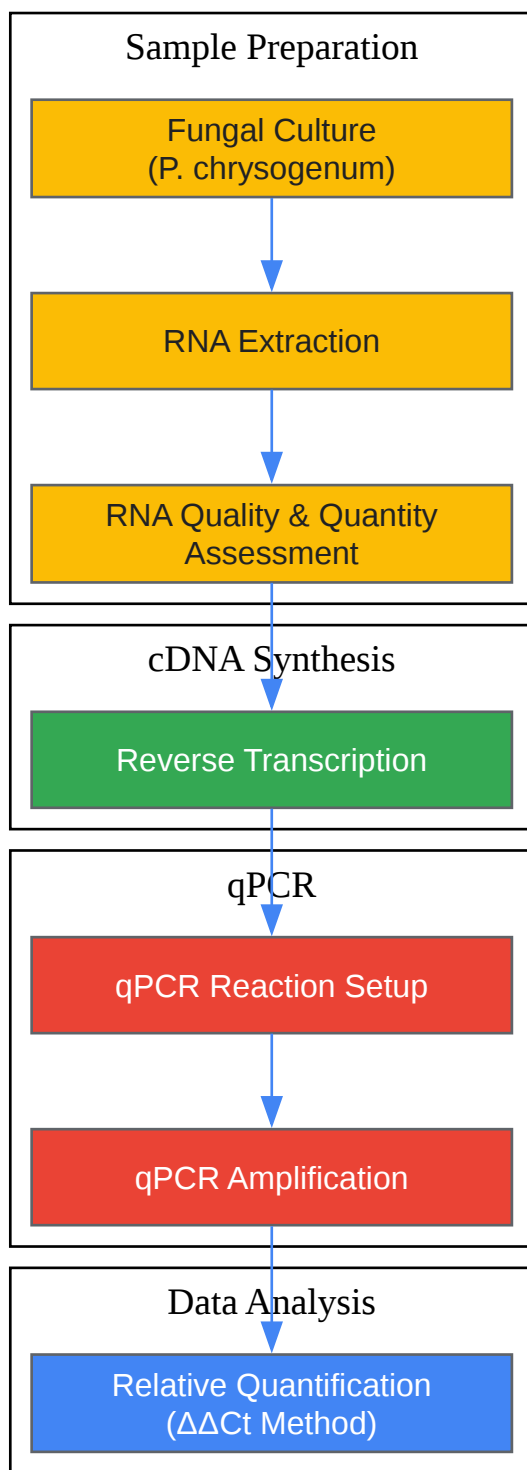 Sample Preparation
Fungal Culture
(P. chrysogenum)
RNA Extraction
RNA Quality & Quantity
Assessment
cDNA Synthesis
Reverse Transcription
qPCR
qPCR Reaction Setup
qPCR Amplification
Data Analysis
Relative Quantification
(ΔΔCt Method)